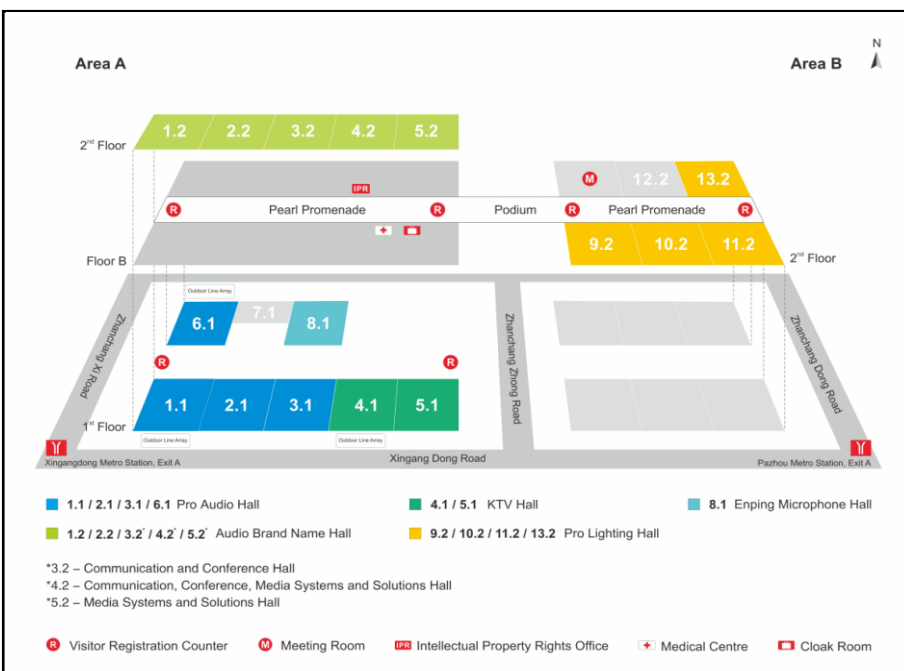 N
Area A
Area B
1.2 2.2 3.2 4.2 5.2
2nd Floor
IPR
M 12.2 13.2
R Pearl Promenade R Podium R Pearl Promenade R
9.2 10.2 11.2
Floor B
2nd Floor
Outdoor Line Array
6.1 7.1 8.1
Zhanchang Xi Road
Zhanchang Zhong Road
Zhanchang Dong Road
R R
1.1 2.1 3.1 4.1 5.1
1st Floor
Outdoor Line Array Outdoor Line Array
Xingang Dong Road
Xingangdong Metro Station, Exit A
Pazhou Metro Station, Exit A
1.1 / 2.1 / 3.1 / 6.1 Pro Audio Hall
4.1 / 5.1 KTV Hall
8.1 Enping Microphone Hall
1.2 / 2.2 / 3.2* / 4.2* / 5.2* Audio Brand Name Hall
9.2 / 10.2 / 11.2 / 13.2 Pro Lighting Hall
*3.2 – Communication and Conference Hall
*4.2 – Communication, Conference, Media Systems and Solutions Hall
*5.2 – Media Systems and Solutions Hall
R Visitor Registration Counter
M Meeting Room
IPR Intellectual Property Rights Office
Medical Centre
Cloak Room